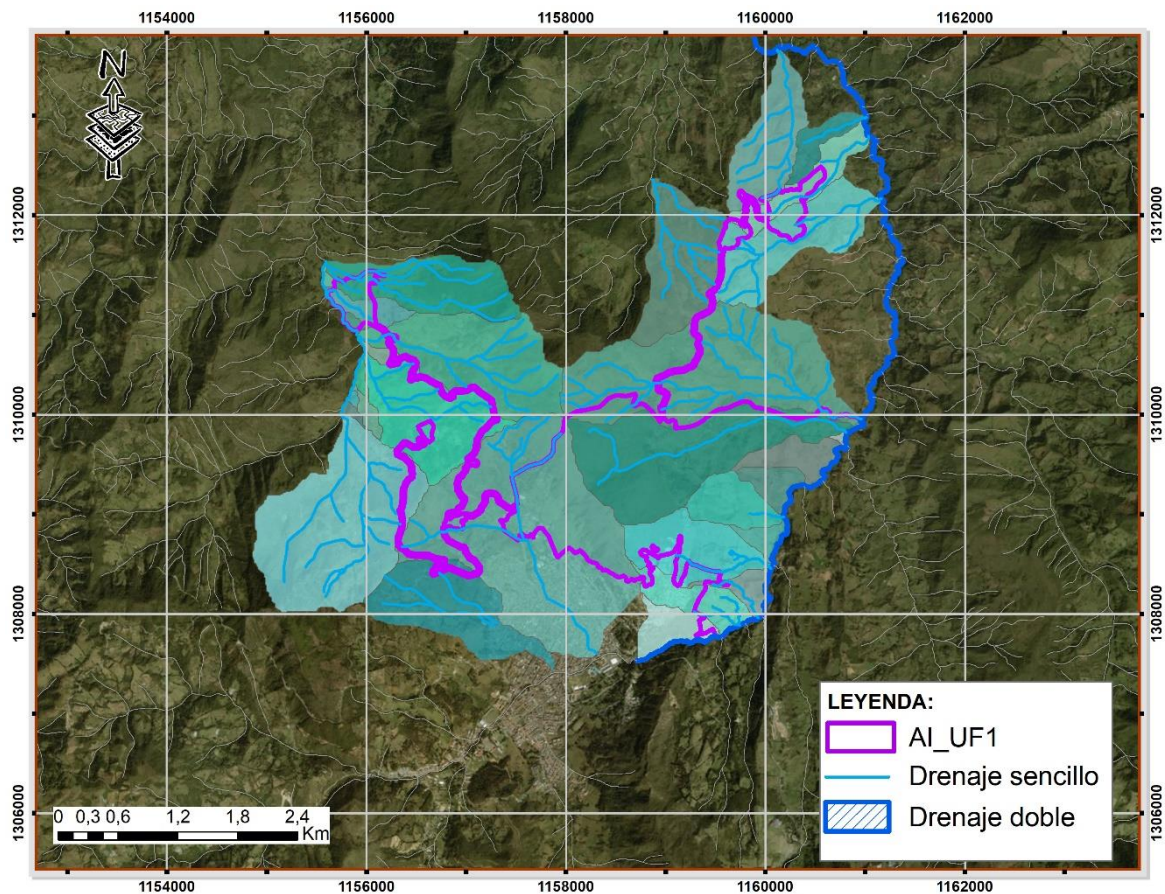 1154000 1156000 1158000 1160000 1162000
N
1312000 1312000
1310000 1310000
1308000 1308000
1306000 1306000
LEYENDA:
AI_UF1
Drenaje sencillo
Drenaje doble
0 0,3 0,6 1,2 1,8 2,4
Km
1154000 1156000 1158000 1160000 1162000